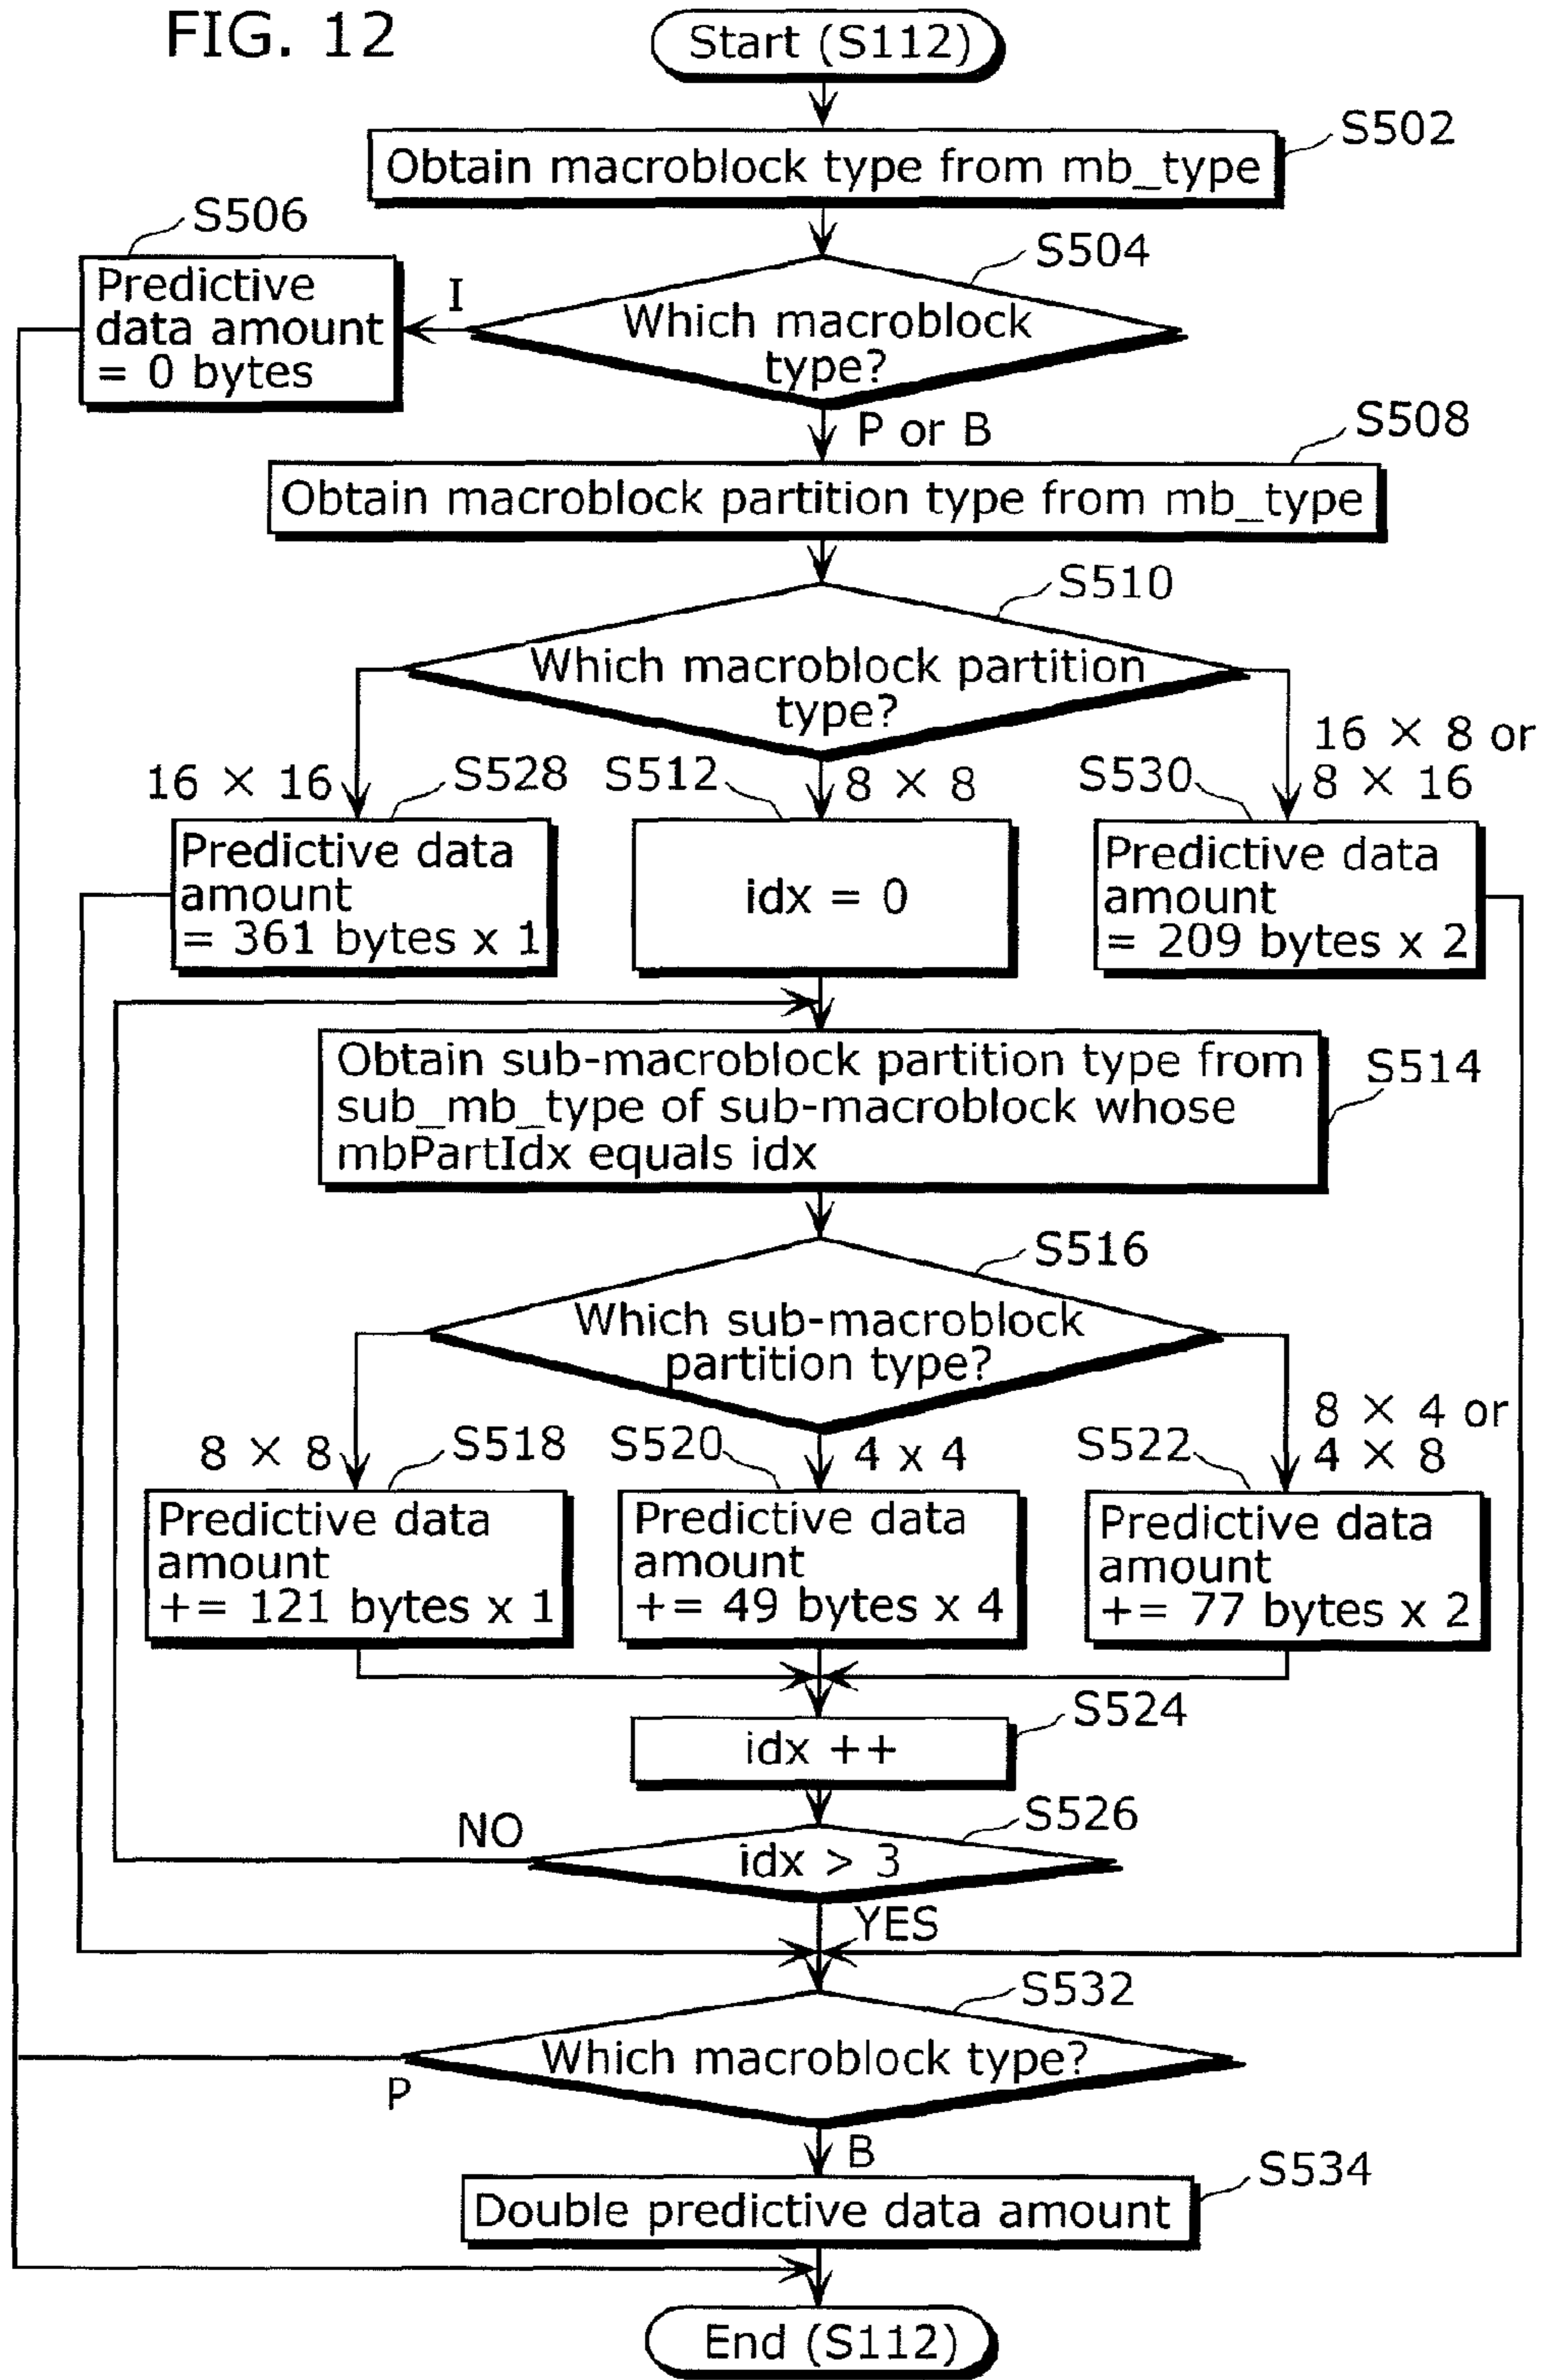 FIG. 12
Start (S112)
S502
Obtain macroblock type from mb_type
S506
S504
Predictive
data amount
= 0 bytes
I
Which macroblock
type?
P or B
S508
Obtain macroblock partition type from mb_type
S510
Which macroblock partition
type?
16 × 16
S528
S512
8 × 8
S530
16 × 8 or
8 × 16
Predictive data
amount
= 361 bytes x 1
idx = 0
Predictive data
amount
= 209 bytes x 2
Obtain sub-macroblock partition type from
sub_mb_type of sub-macroblock whose
mbPartIdx equals idx
S514
S516
Which sub-macroblock
partition type?
8 × 8
S518
S520
4 x 4
S522
8 × 4 or
4 × 8
Predictive data
amount
+= 121 bytes x 1
Predictive data
amount
+= 49 bytes x 4
Predictive data
amount
+= 77 bytes x 2
S524
idx ++
S526
NO
idx > 3
YES
S532
Which macroblock type?
P
B
S534
Double predictive data amount
End (S112)